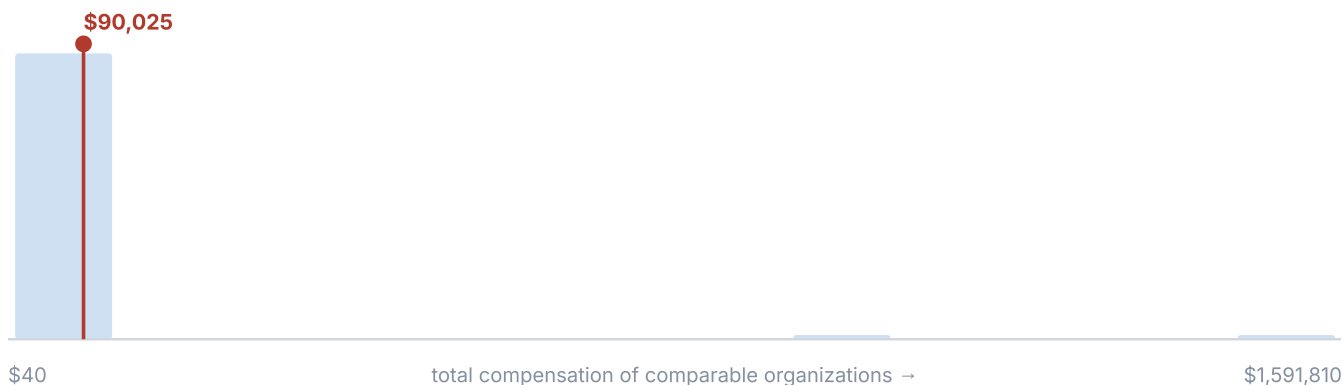 $90,025
$40 total compensation of comparable organizations → $1,591,810